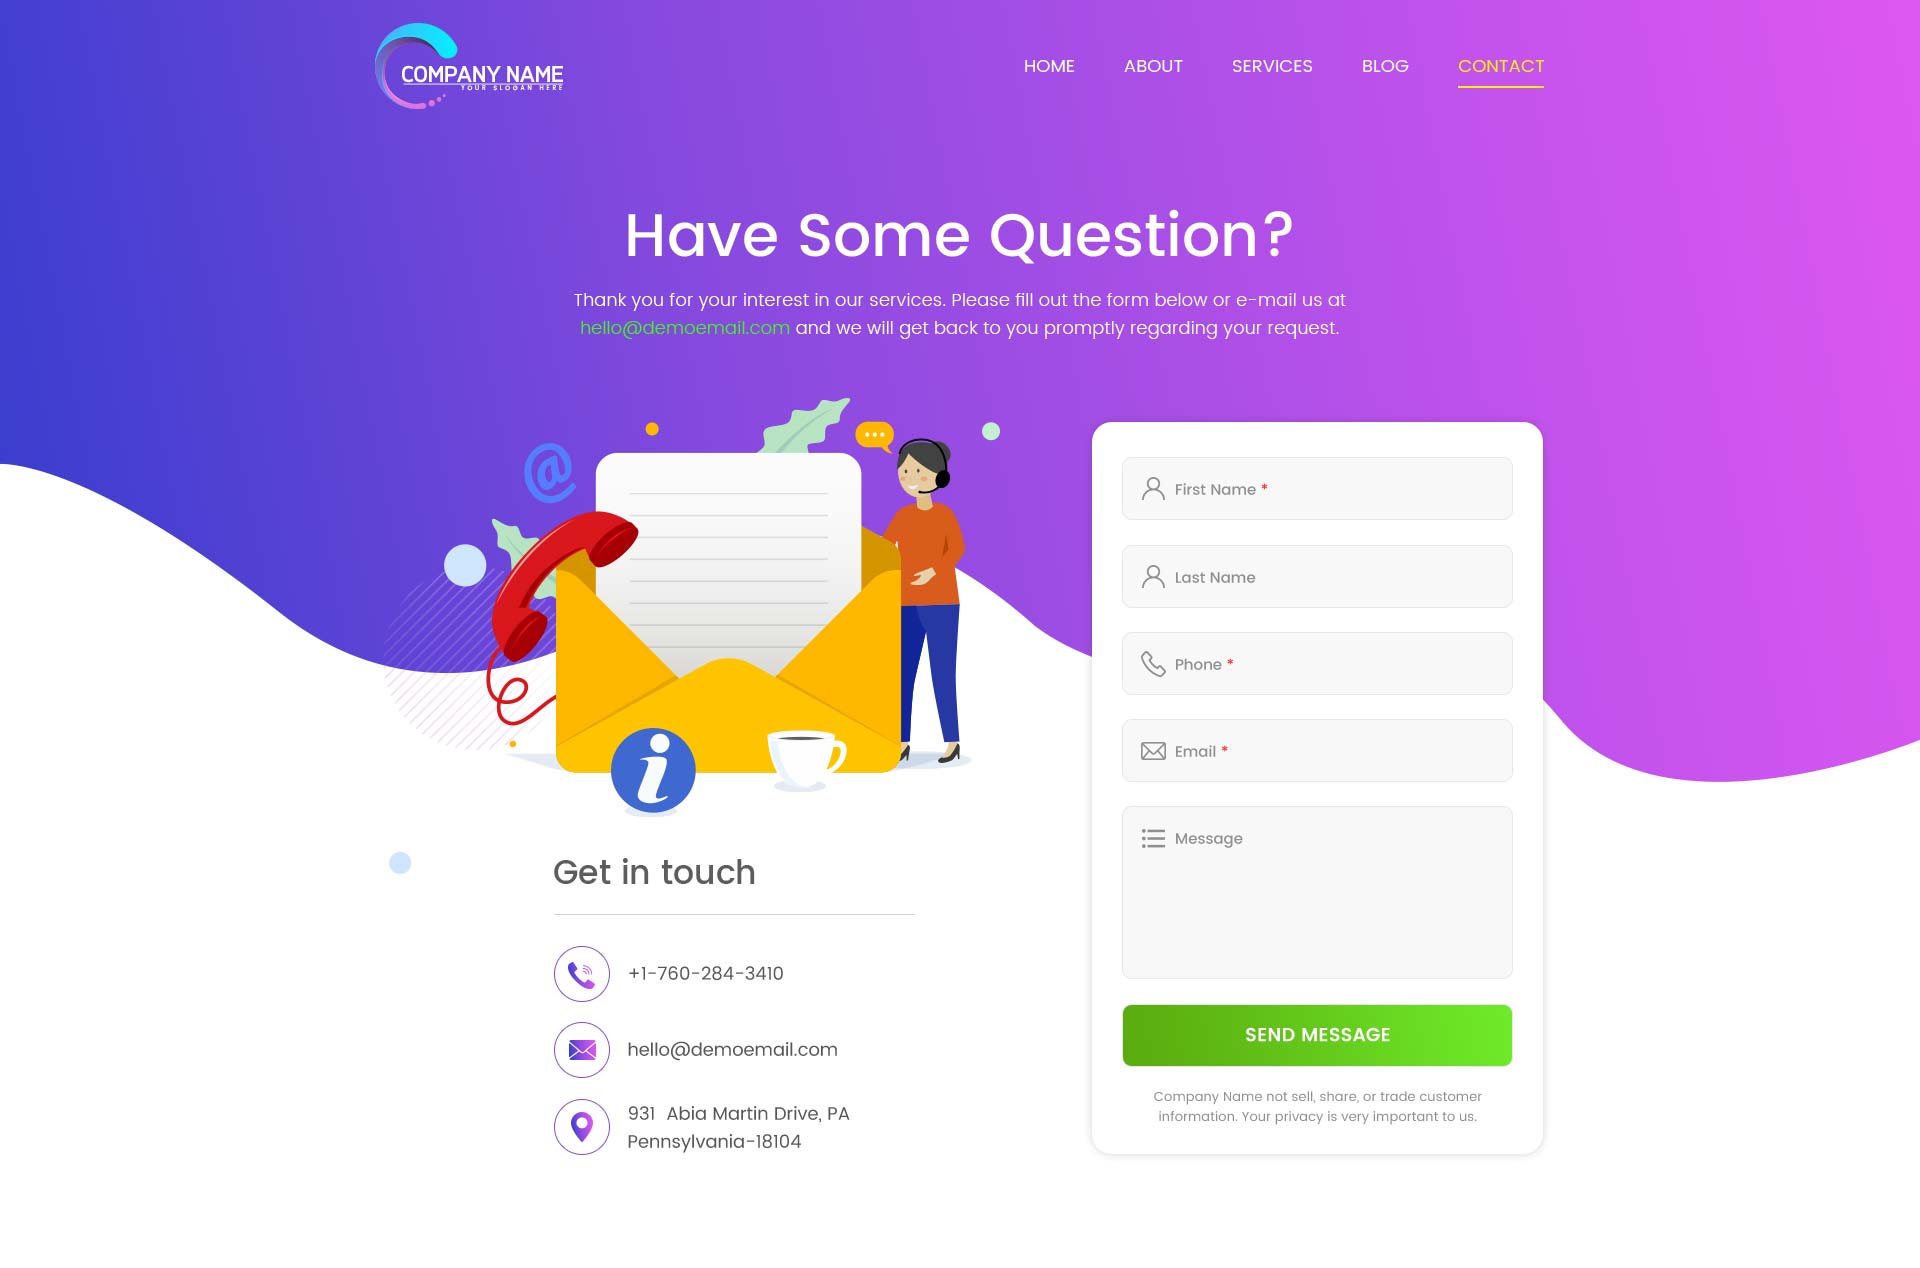 COMPANY NAME
YOUR SLOGAN HERE
HOME ABOUT SERVICES BLOG CONTACT
Have Some Question?
Thank you for your interest in our services. Please fill out the form below or e-mail us at
hello@demoemail.com and we will get back to you promptly regarding your request.
@
i
First Name *
Last Name
Phone *
Email *
Message
SEND MESSAGE
Company Name not sell, share, or trade customer
information. Your privacy is very important to us.
Get in touch
+1-760-284-3410
hello@demoemail.com
931 Abia Martin Drive, PA
Pennsylvania-18104